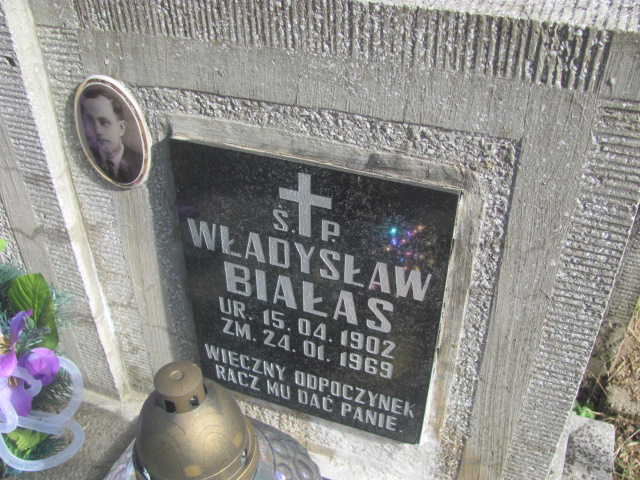 Ś. P.
WŁADYSŁAW
BIAŁAS
UR. 15.04.1902
ZM. 24.01.1969
WIECZNY ODPOCZYNEK
RACZ MU DAĆ PANIE.